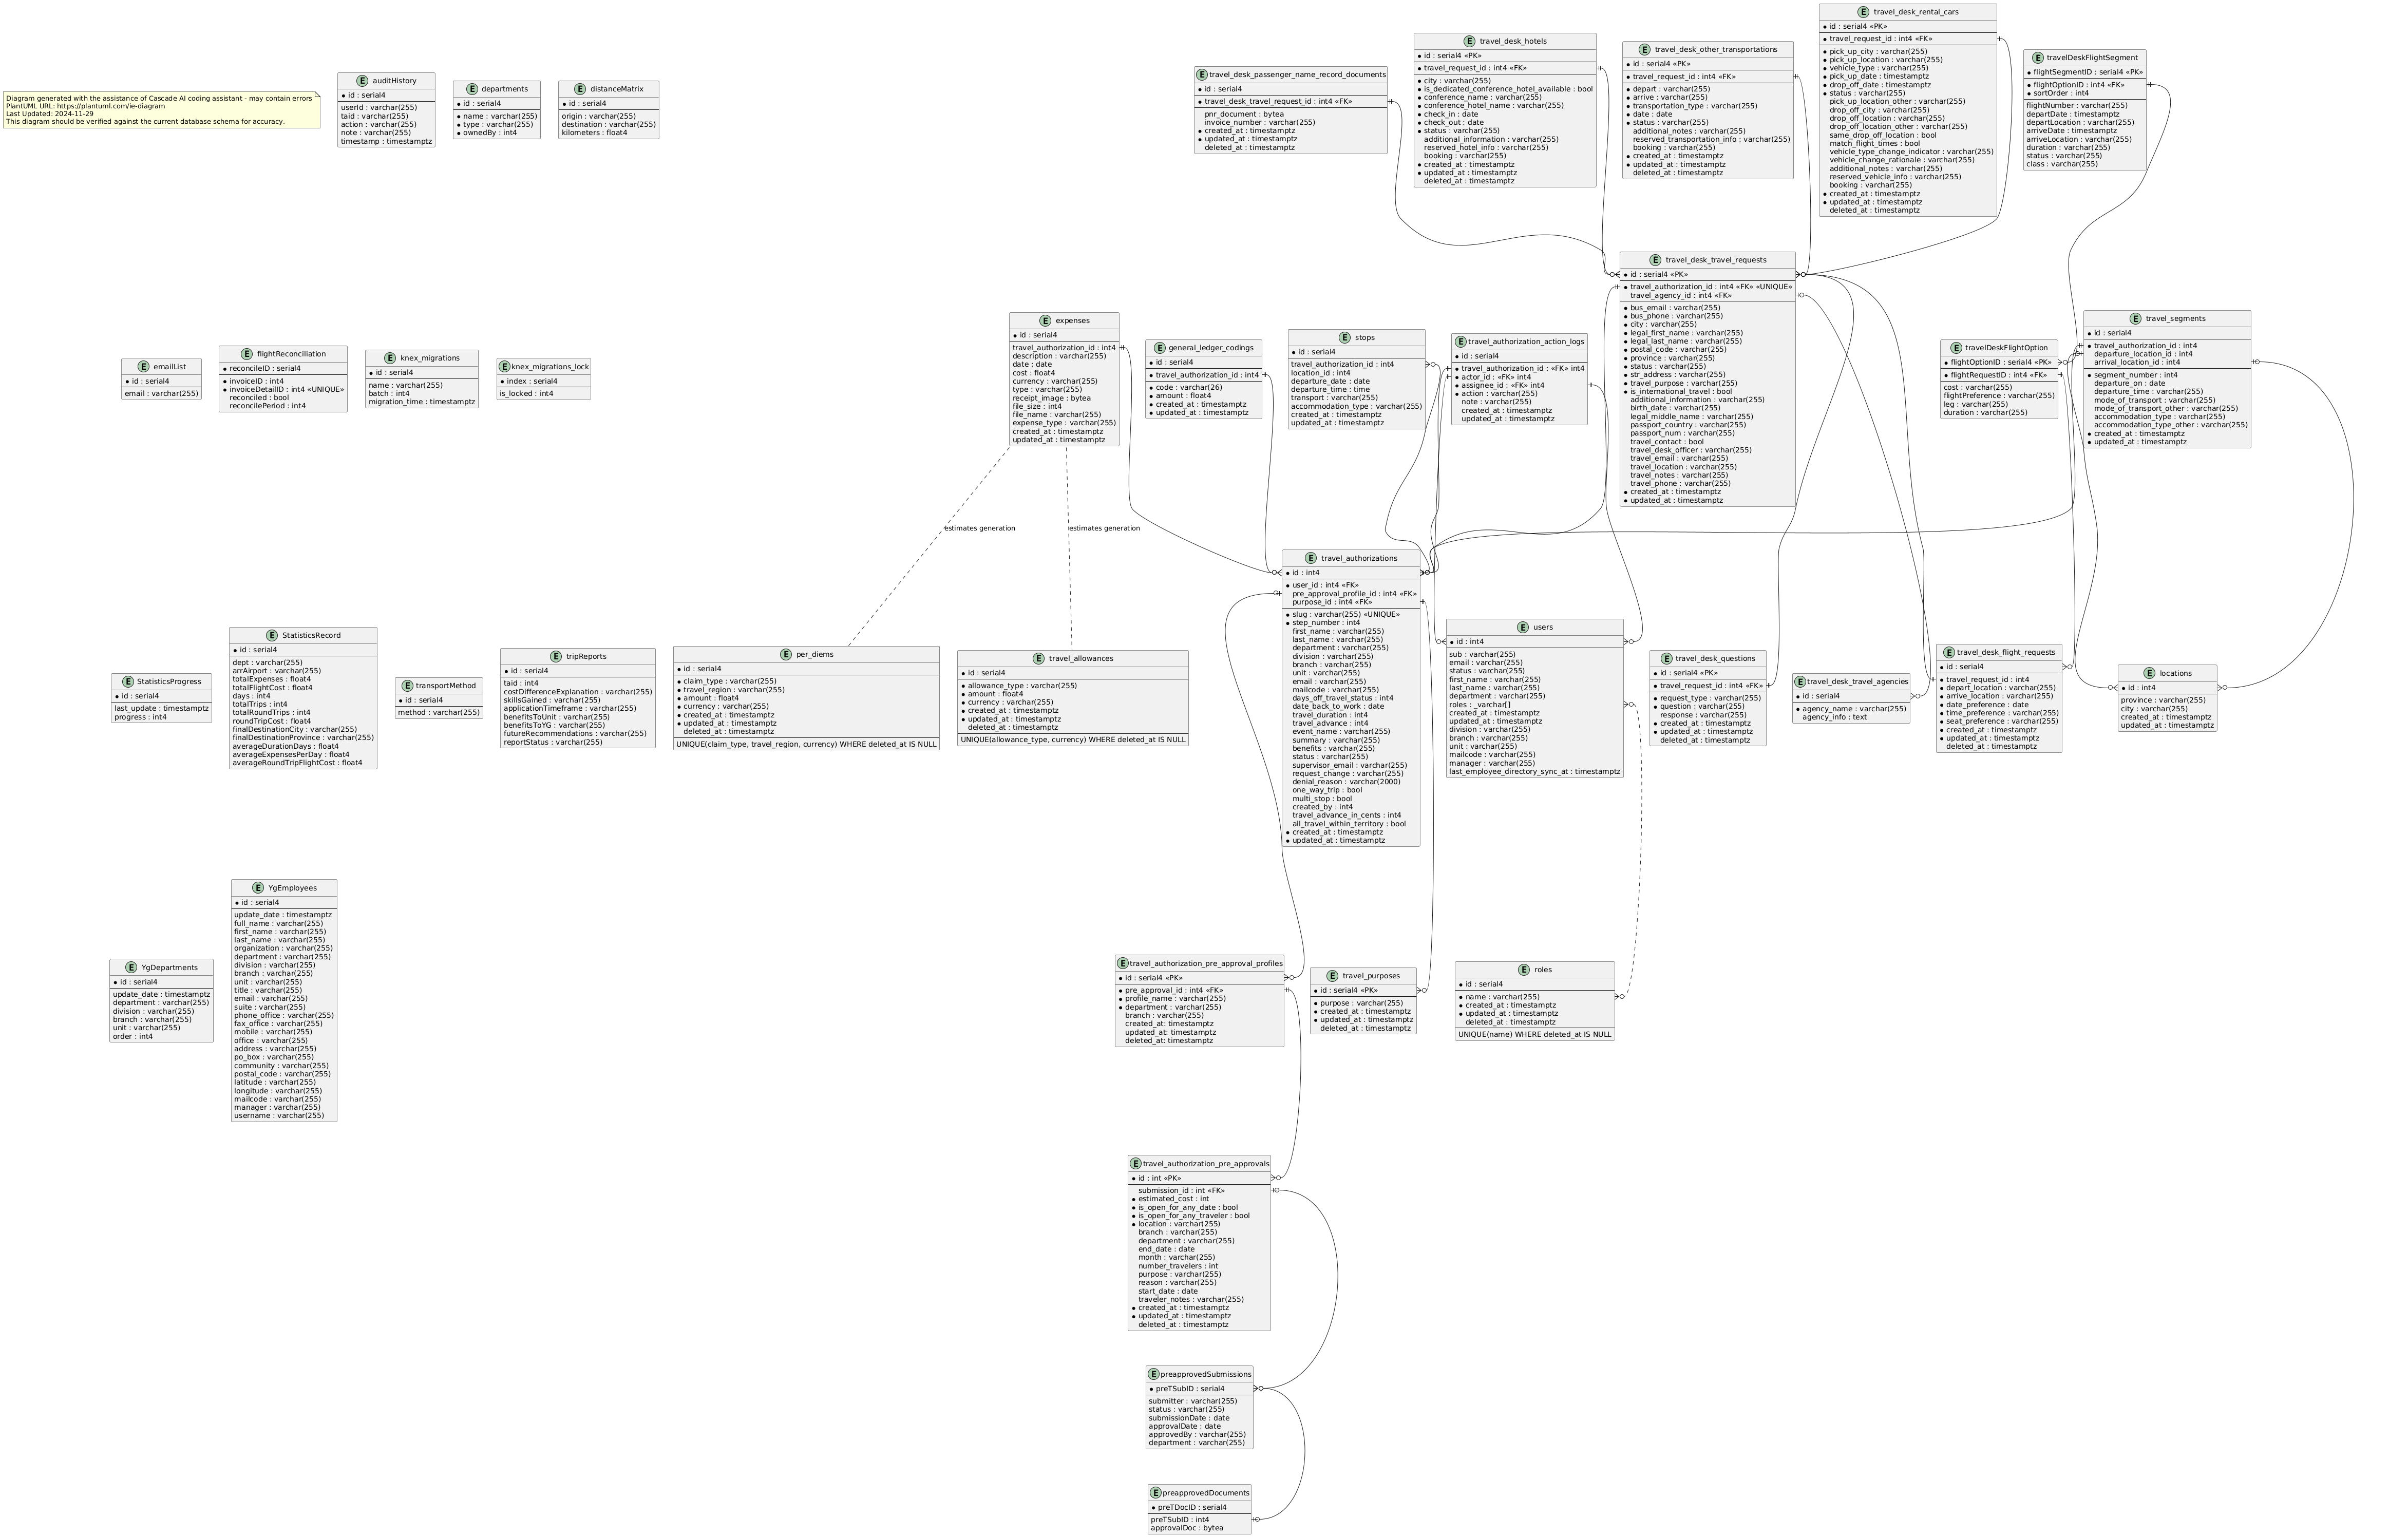 Diagram generated with the assistance of Cascade AI coding assistant - may contain errors
PlantUML URL: https://plantuml.com/ie-diagram
Last Updated: 2024-11-29
This diagram should be verified against the current database schema for accuracy.
E auditHistory
* id : serial4
userId : varchar(255)
taid : varchar(255)
action : varchar(255)
note : varchar(255)
timestamp : timestamptz
E departments
* id : serial4
* name : varchar(255)
* type : varchar(255)
* ownedBy : int4
E distanceMatrix
* id : serial4
origin : varchar(255)
destination : varchar(255)
kilometers : float4
E travel_desk_passenger_name_record_documents
* id : serial4
* travel_desk_travel_request_id : int4 «FK»
pnr_document : bytea
invoice_number : varchar(255)
* created_at : timestamptz
* updated_at : timestamptz
deleted_at : timestamptz
E travel_desk_hotels
* id : serial4 «PK»
* travel_request_id : int4 «FK»
* city : varchar(255)
* is_dedicated_conference_hotel_available : bool
* conference_name : varchar(255)
* conference_hotel_name : varchar(255)
* check_in : date
* check_out : date
* status : varchar(255)
additional_information : varchar(255)
reserved_hotel_info : varchar(255)
booking : varchar(255)
* created_at : timestamptz
* updated_at : timestamptz
deleted_at : timestamptz
E travel_desk_other_transportations
* id : serial4 «PK»
* travel_request_id : int4 «FK»
* depart : varchar(255)
* arrive : varchar(255)
* transportation_type : varchar(255)
* date : date
* status : varchar(255)
additional_notes : varchar(255)
reserved_transportation_info : varchar(255)
booking : varchar(255)
* created_at : timestamptz
* updated_at : timestamptz
deleted_at : timestamptz
E travel_desk_rental_cars
* id : serial4 «PK»
* travel_request_id : int4 «FK»
* pick_up_city : varchar(255)
* pick_up_location : varchar(255)
* vehicle_type : varchar(255)
* pick_up_date : timestamptz
* drop_off_date : timestamptz
* status : varchar(255)
pick_up_location_other : varchar(255)
drop_off_city : varchar(255)
drop_off_location : varchar(255)
drop_off_location_other : varchar(255)
same_drop_off_location : bool
match_flight_times : bool
vehicle_type_change_indicator : varchar(255)
vehicle_change_rationale : varchar(255)
additional_notes : varchar(255)
reserved_vehicle_info : varchar(255)
booking : varchar(255)
* created_at : timestamptz
* updated_at : timestamptz
deleted_at : timestamptz
E travelDeskFlightSegment
* flightSegmentID : serial4 «PK»
* flightOptionID : int4 «FK»
* sortOrder : int4
flightNumber : varchar(255)
departDate : timestamptz
departLocation : varchar(255)
arriveDate : timestamptz
arriveLocation : varchar(255)
duration : varchar(255)
status : varchar(255)
class : varchar(255)
E travel_desk_travel_requests
* id : serial4 «PK»
* travel_authorization_id : int4 «FK» «UNIQUE»
travel_agency_id : int4 «FK»
* bus_email : varchar(255)
* bus_phone : varchar(255)
* city : varchar(255)
* legal_first_name : varchar(255)
* legal_last_name : varchar(255)
* postal_code : varchar(255)
* province : varchar(255)
* status : varchar(255)
* str_address : varchar(255)
* travel_purpose : varchar(255)
* is_international_travel : bool
additional_information : varchar(255)
birth_date : varchar(255)
legal_middle_name : varchar(255)
passport_country : varchar(255)
passport_num : varchar(255)
travel_contact : bool
travel_desk_officer : varchar(255)
travel_email : varchar(255)
travel_location : varchar(255)
travel_notes : varchar(255)
travel_phone : varchar(255)
* created_at : timestamptz
* updated_at : timestamptz
E emailList
* id : serial4
email : varchar(255)
E flightReconciliation
* reconcileID : serial4
* invoiceID : int4
* invoiceDetailID : int4 «UNIQUE»
reconciled : bool
reconcilePeriod : int4
E knex_migrations
* id : serial4
name : varchar(255)
batch : int4
migration_time : timestamptz
E knex_migrations_lock
* index : serial4
is_locked : int4
E expenses
* id : serial4
travel_authorization_id : int4
description : varchar(255)
date : date
cost : float4
currency : varchar(255)
type : varchar(255)
receipt_image : bytea
file_size : int4
file_name : varchar(255)
expense_type : varchar(255)
created_at : timestamptz
updated_at : timestamptz
E general_ledger_codings
* id : serial4
* travel_authorization_id : int4
* code : varchar(26)
* amount : float4
* created_at : timestamptz
* updated_at : timestamptz
E stops
* id : serial4
travel_authorization_id : int4
location_id : int4
departure_date : date
departure_time : time
transport : varchar(255)
accommodation_type : varchar(255)
created_at : timestamptz
updated_at : timestamptz
E travel_authorization_action_logs
* id : serial4
* travel_authorization_id : «FK» int4
* actor_id : «FK» int4
* assignee_id : «FK» int4
* action : varchar(255)
note : varchar(255)
created_at : timestamptz
updated_at : timestamptz
E travelDeskFlightOption
* flightOptionID : serial4 «PK»
* flightRequestID : int4 «FK»
cost : varchar(255)
flightPreference : varchar(255)
leg : varchar(255)
duration : varchar(255)
E travel_segments
* id : serial4
* travel_authorization_id : int4
departure_location_id : int4
arrival_location_id : int4
* segment_number : int4
departure_on : date
departure_time : varchar(255)
mode_of_transport : varchar(255)
mode_of_transport_other : varchar(255)
accommodation_type : varchar(255)
accommodation_type_other : varchar(255)
* created_at : timestamptz
* updated_at : timestamptz
estimates generation
estimates generation
E travel_authorizations
* id : int4
* user_id : int4 «FK»
pre_approval_profile_id : int4 «FK»
purpose_id : int4 «FK»
* slug : varchar(255) «UNIQUE»
* step_number : int4
first_name : varchar(255)
last_name : varchar(255)
department : varchar(255)
division : varchar(255)
branch : varchar(255)
unit : varchar(255)
email : varchar(255)
mailcode : varchar(255)
days_off_travel_status : int4
date_back_to_work : date
travel_duration : int4
travel_advance : int4
event_name : varchar(255)
summary : varchar(255)
benefits : varchar(255)
status : varchar(255)
supervisor_email : varchar(255)
request_change : varchar(255)
denial_reason : varchar(2000)
one_way_trip : bool
multi_stop : bool
created_by : int4
travel_advance_in_cents : int4
all_travel_within_territory : bool
* created_at : timestamptz
* updated_at : timestamptz
E StatisticsProgress
* id : serial4
last_update : timestamptz
progress : int4
E StatisticsRecord
* id : serial4
dept : varchar(255)
arrAirport : varchar(255)
totalExpenses : float4
totalFlightCost : float4
days : int4
totalTrips : int4
totalRoundTrips : int4
roundTripCost : float4
finalDestinationCity : varchar(255)
finalDestinationProvince : varchar(255)
averageDurationDays : float4
averageExpensesPerDay : float4
averageRoundTripFlightCost : float4
E transportMethod
* id : serial4
method : varchar(255)
E tripReports
* id : serial4
taid : int4
costDifferenceExplanation : varchar(255)
skillsGained : varchar(255)
applicationTimeframe : varchar(255)
benefitsToUnit : varchar(255)
benefitsToYG : varchar(255)
futureRecommendations : varchar(255)
reportStatus : varchar(255)
E per_diems
* id : serial4
* claim_type : varchar(255)
* travel_region : varchar(255)
* amount : float4
* currency : varchar(255)
* created_at : timestamptz
* updated_at : timestamptz
deleted_at : timestamptz
UNIQUE(claim_type, travel_region, currency) WHERE deleted_at IS NULL
E travel_allowances
* id : serial4
* allowance_type : varchar(255)
* amount : float4
* currency : varchar(255)
* created_at : timestamptz
* updated_at : timestamptz
deleted_at : timestamptz
UNIQUE(allowance_type, currency) WHERE deleted_at IS NULL
E users
* id : int4
sub : varchar(255)
email : varchar(255)
status : varchar(255)
first_name : varchar(255)
last_name : varchar(255)
department : varchar(255)
roles : _varchar[]
created_at : timestamptz
updated_at : timestamptz
division : varchar(255)
branch : varchar(255)
unit : varchar(255)
mailcode : varchar(255)
manager : varchar(255)
last_employee_directory_sync_at : timestamptz
E travel_desk_questions
* id : serial4 «PK»
* travel_request_id : int4 «FK»
* request_type : varchar(255)
* question : varchar(255)
response : varchar(255)
* created_at : timestamptz
* updated_at : timestamptz
deleted_at : timestamptz
E travel_desk_travel_agencies
* id : serial4
* agency_name : varchar(255)
agency_info : text
E travel_desk_flight_requests
* id : serial4
* travel_request_id : int4
* depart_location : varchar(255)
* arrive_location : varchar(255)
* date_preference : date
* time_preference : varchar(255)
* seat_preference : varchar(255)
* created_at : timestamptz
* updated_at : timestamptz
deleted_at : timestamptz
E locations
* id : int4
province : varchar(255)
city : varchar(255)
created_at : timestamptz
updated_at : timestamptz
E YgDepartments
* id : serial4
update_date : timestamptz
department : varchar(255)
division : varchar(255)
branch : varchar(255)
unit : varchar(255)
order : int4
E YgEmployees
* id : serial4
update_date : timestamptz
full_name : varchar(255)
first_name : varchar(255)
last_name : varchar(255)
organization : varchar(255)
department : varchar(255)
division : varchar(255)
branch : varchar(255)
unit : varchar(255)
title : varchar(255)
email : varchar(255)
suite : varchar(255)
phone_office : varchar(255)
fax_office : varchar(255)
mobile : varchar(255)
office : varchar(255)
address : varchar(255)
po_box : varchar(255)
community : varchar(255)
postal_code : varchar(255)
latitude : varchar(255)
longitude : varchar(255)
mailcode : varchar(255)
manager : varchar(255)
username : varchar(255)
E travel_authorization_pre_approval_profiles
* id : serial4 «PK»
* pre_approval_id : int4 «FK»
* profile_name : varchar(255)
* department : varchar(255)
branch : varchar(255)
created_at: timestamptz
updated_at: timestamptz
deleted_at: timestamptz
E travel_purposes
* id : serial4 «PK»
* purpose : varchar(255)
* created_at : timestamptz
* updated_at : timestamptz
deleted_at : timestamptz
E roles
* id : serial4
* name : varchar(255)
* created_at : timestamptz
* updated_at : timestamptz
deleted_at : timestamptz
UNIQUE(name) WHERE deleted_at IS NULL
E travel_authorization_pre_approvals
* id : int «PK»
submission_id : int «FK»
* estimated_cost : int
* is_open_for_any_date : bool
* is_open_for_any_traveler : bool
* location : varchar(255)
branch : varchar(255)
department : varchar(255)
end_date : date
month : varchar(255)
number_travelers : int
purpose : varchar(255)
reason : varchar(255)
start_date : date
traveler_notes : varchar(255)
* created_at : timestamptz
* updated_at : timestamptz
deleted_at : timestamptz
E preapprovedSubmissions
* preTSubID : serial4
submitter : varchar(255)
status : varchar(255)
submissionDate : date
approvalDate : date
approvedBy : varchar(255)
department : varchar(255)
E preapprovedDocuments
* preTDocID : serial4
preTSubID : int4
approvalDoc : bytea